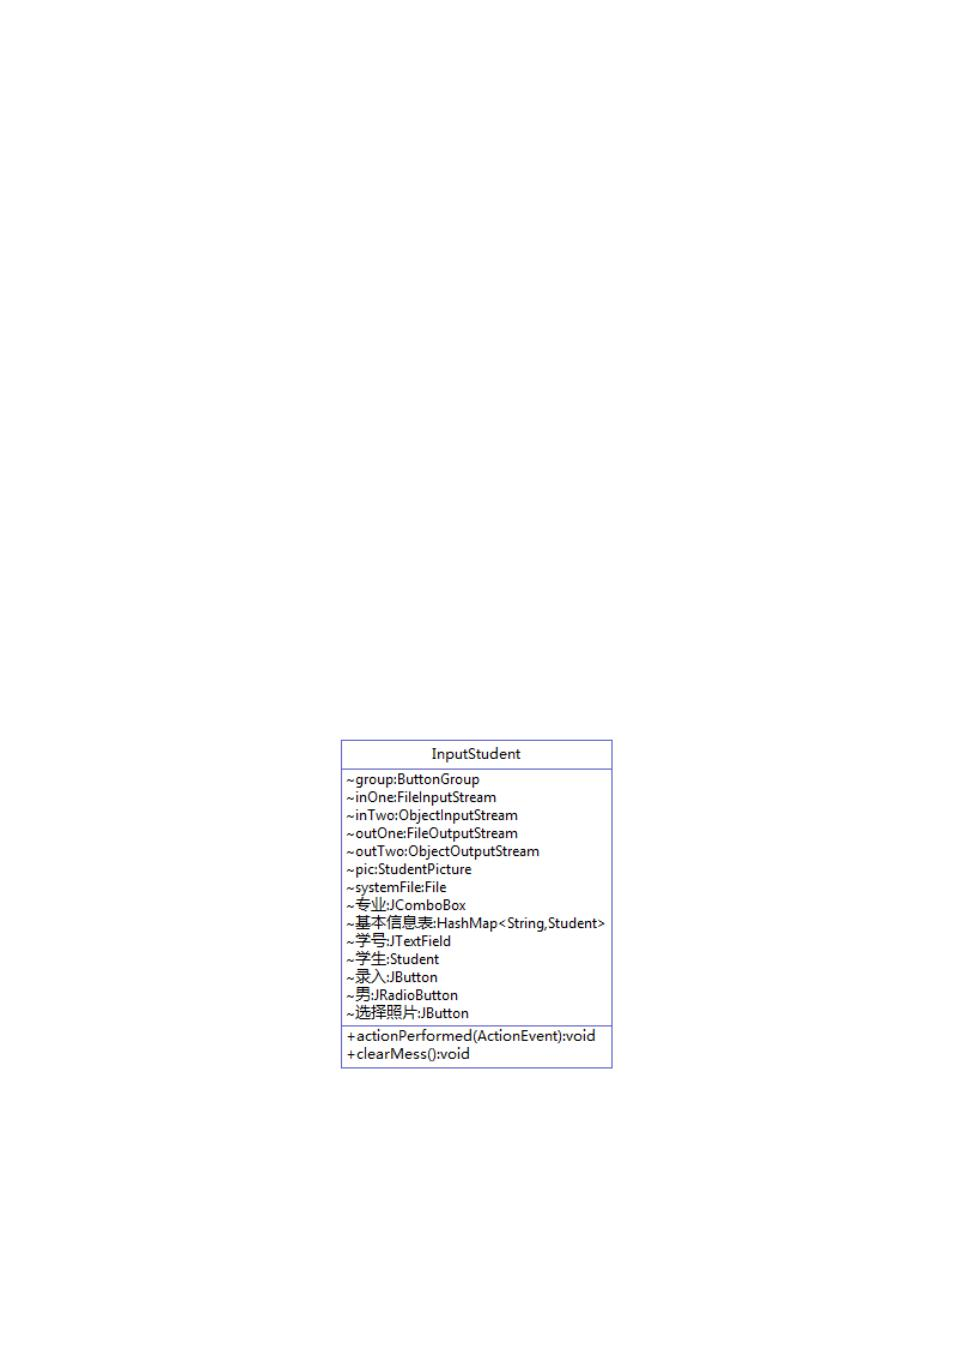 InputStudent
~group:ButtonGroup
~inOne:FileInputStream
~inTwo:ObjectInputStream
~outOne:FileOutputStream
~outTwo:ObjectOutputStream
~pic:StudentPicture
~systemFile:File
~专业:JComboBox
~基本信息表:HashMap<String,Student>
~学号:JTextField
~学生:Student
~录入:JButton
~男:JRadioButton
~选择照片:JButton
+actionPerformed(ActionEvent):void
+clearMess():void